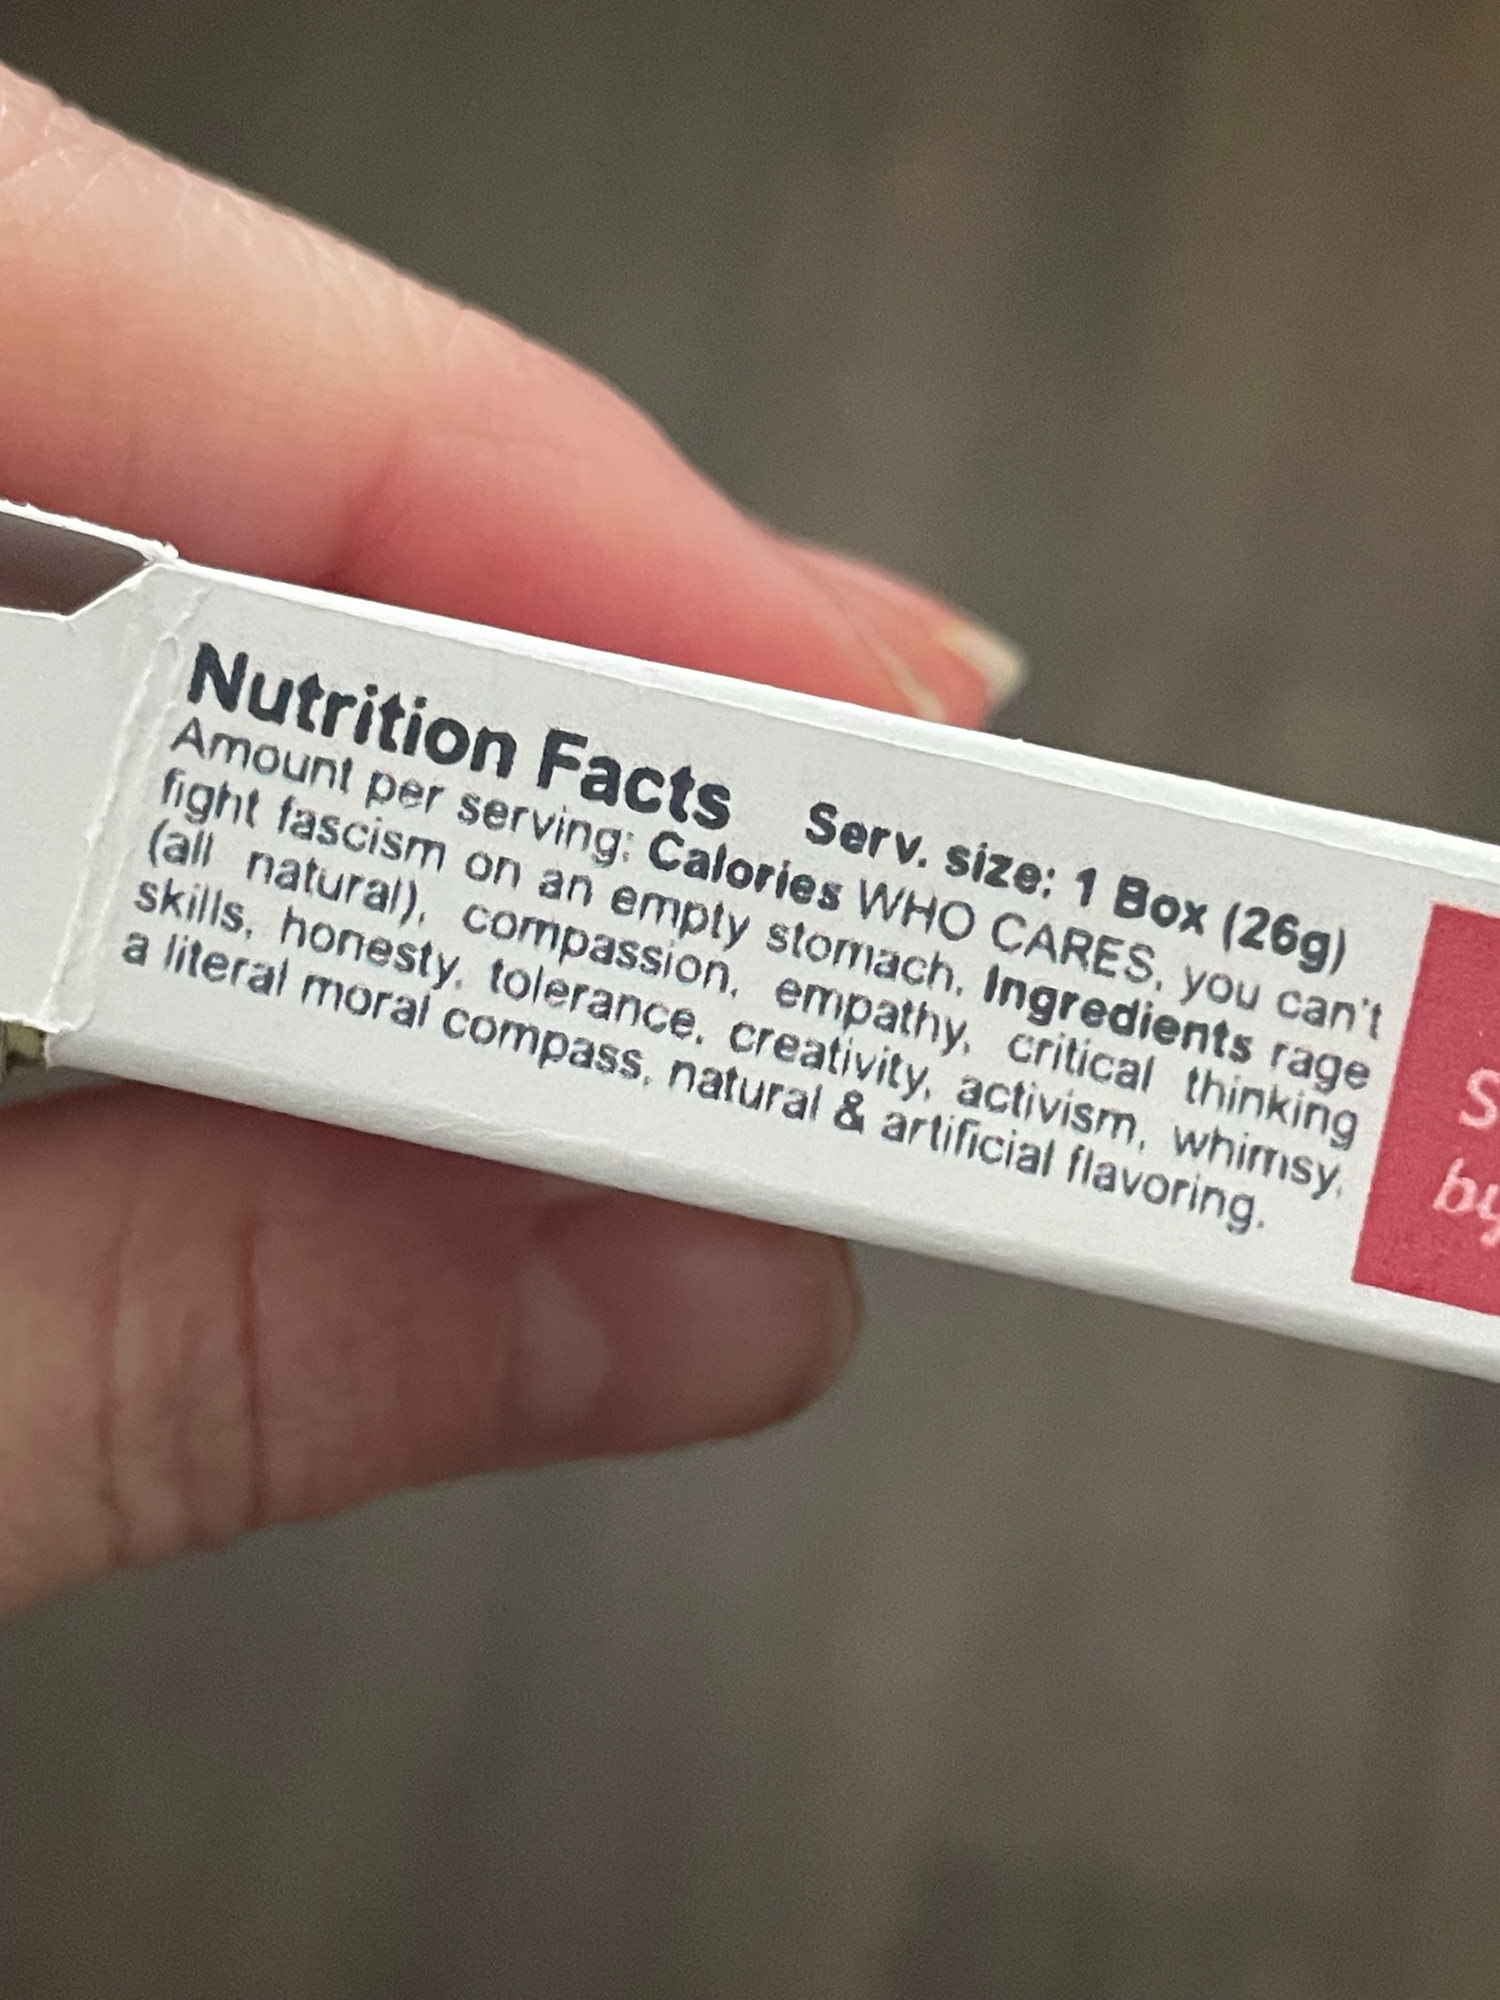 Nutrition Facts Serv. size: 1 Box (26g)
Amount per serving: Calories WHO CARES, you can't
fight fascism on an empty stomach. Ingredients rage
(all natural), compassion, empathy, critical thinking
skills, honesty, tolerance, creativity, activism, whimsy,
a literal moral compass, natural & artificial flavoring.
S
by